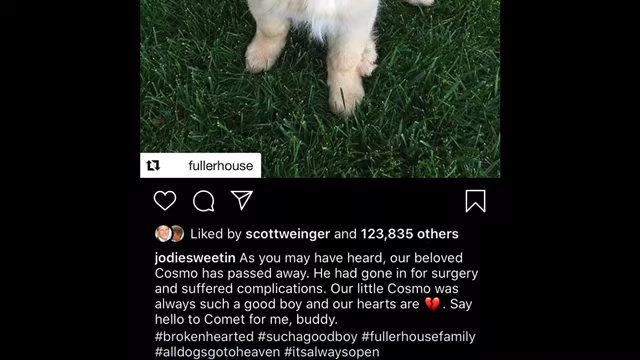 fullerhouse
Liked by scottweinger and 123,835 others
jodiesweetin As you may have heard, our beloved
Cosmo has passed away. He had gone in for surgery
and suffered complications. Our little Cosmo was
always such a good boy and our hearts are 💔. Say
hello to Comet for me, buddy.
#brokenhearted #suchagoodboy #fullerhousefamily
#alldogsgotoheaven #itsalwaysopen